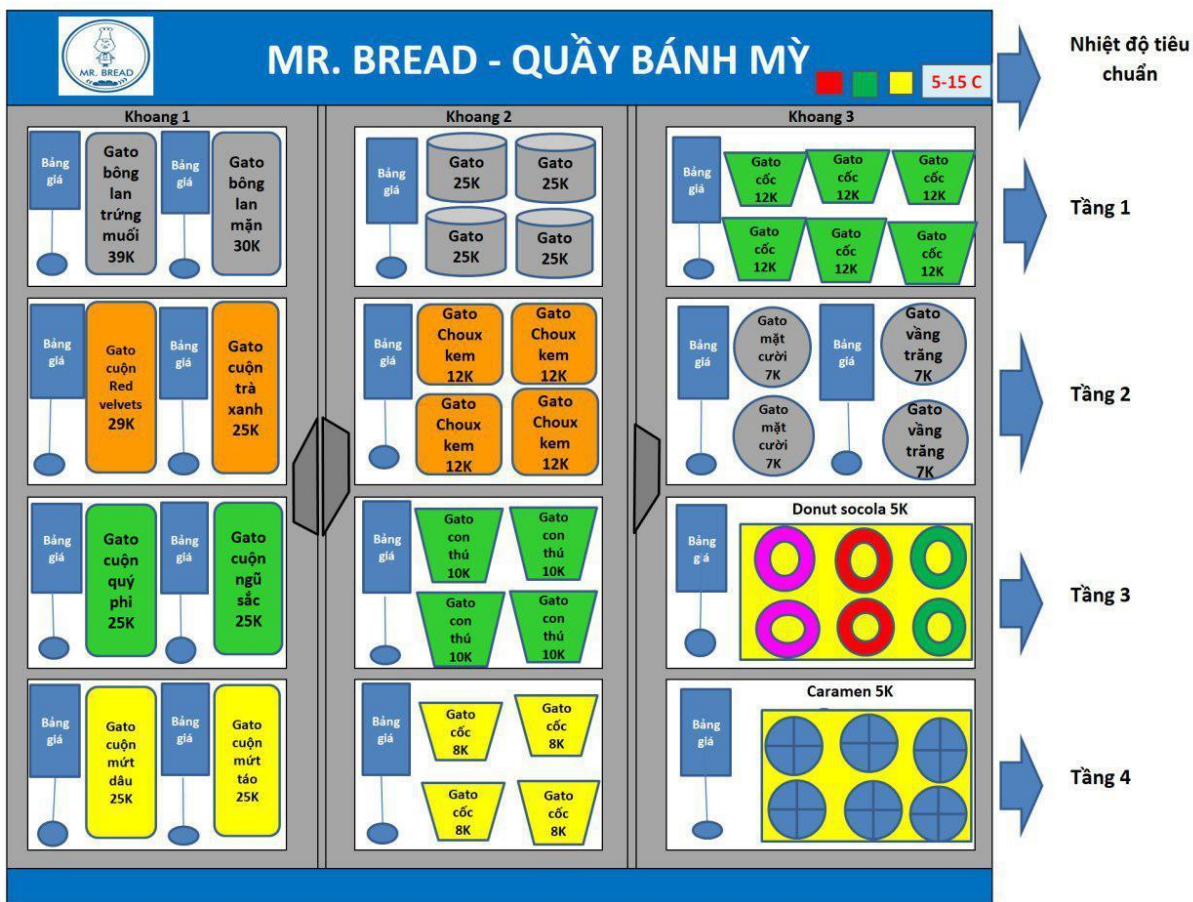 MR. BREAD
MR. BREAD - QUẦY BÁNH MỲ
5-15 C
Nhiệt độ tiêu
chuẩn
Khoang 1
Khoang 2
Khoang 3
Bảng
giá
Gato
bông
lan
trứng
muối
39K
Bảng
giá
Gato
bông
lan
mặn
30K
Bảng
giá
Gato
25K
Gato
25K
Gato
25K
Gato
25K
Bảng
giá
Gato
cốc
12K
Gato
cốc
12K
Gato
cốc
12K
Gato
cốc
12K
Gato
cốc
12K
Gato
cốc
12K
Tầng 1
Bảng
giá
Gato
cuộn
Red
velvets
29K
Bảng
giá
Gato
cuộn
trà
xanh
25K
Bảng
giá
Gato
Choux
kem
12K
Gato
Choux
kem
12K
Gato
Choux
kem
12K
Gato
Choux
kem
12K
Bảng
giá
Gato
mặt
cười
7K
Gato
mặt
cười
7K
Bảng
giá
Gato
vầng
trăng
7K
Gato
vầng
trăng
7K
Tầng 2
Bảng
giá
Gato
cuộn
quý
phi
25K
Bảng
giá
Gato
cuộn
ngũ
sắc
25K
Bảng
giá
Gato
con
thú
10K
Gato
con
thú
10K
Gato
con
thú
10K
Gato
con
thú
10K
Donut socola 5K
Bảng
giá
Tầng 3
Bảng
giá
Gato
cuộn
mứt
dâu
25K
Bảng
giá
Gato
cuộn
mứt
táo
25K
Bảng
giá
Gato
cốc
8K
Gato
cốc
8K
Gato
cốc
8K
Gato
cốc
8K
Caramen 5K
Bảng
giá
Tầng 4